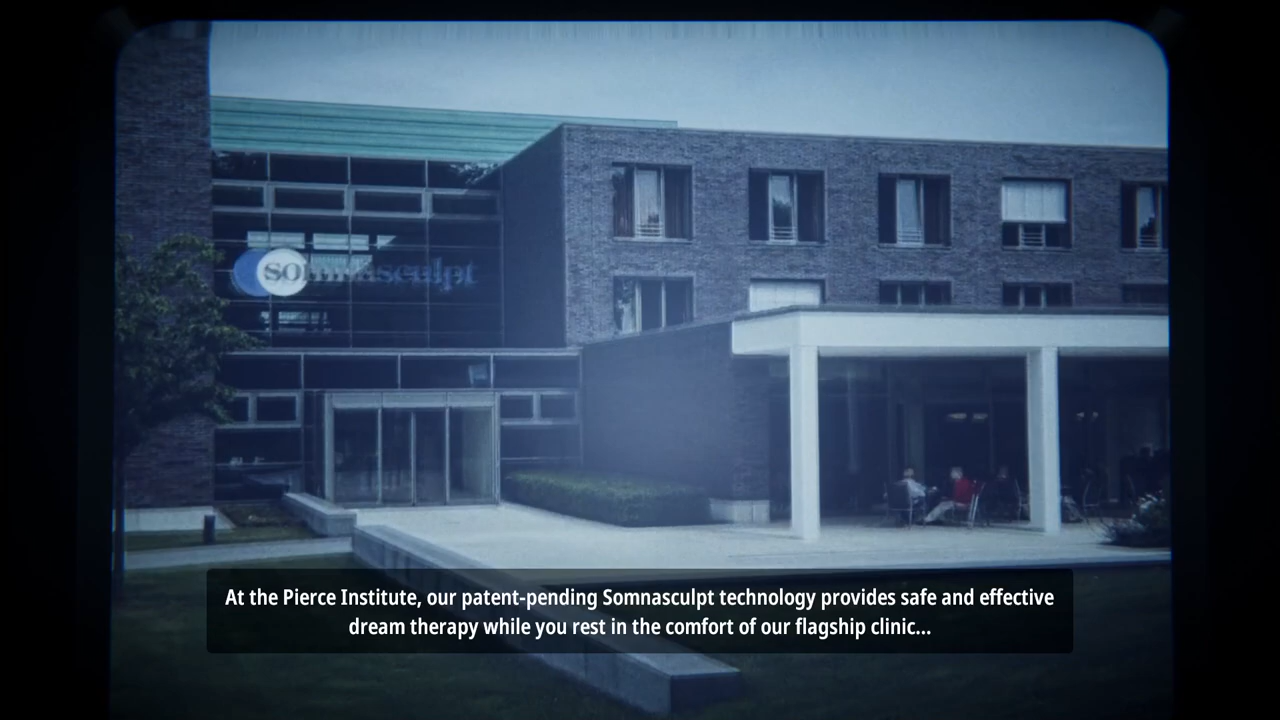 somnasculpt
At the Pierce Institute, our patent-pending Somnasculpt technology provides safe and effective
dream therapy while you rest in the comfort of our flagship clinic...